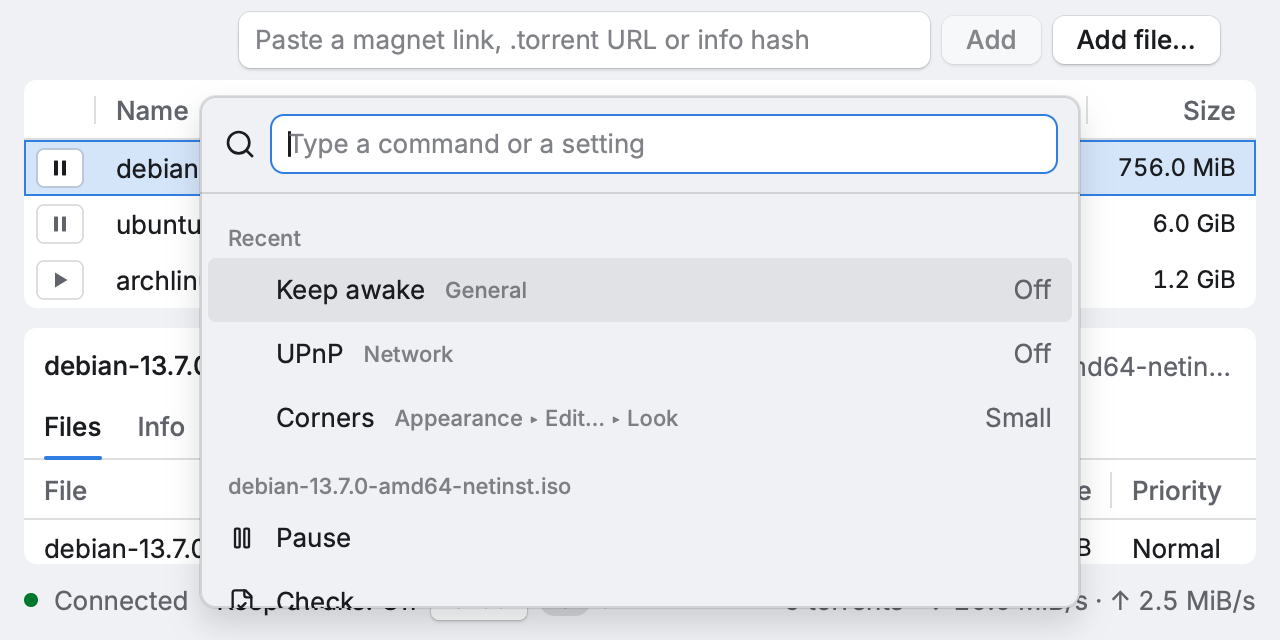 Paste a magnet link, .torrent URL or info hash
Add
Add file...
Name
Size
debian
756.0 MiB
ubuntu
6.0 GiB
1.2 GiB
Type a command or a setting
Recent
Keep awake General Off
UPnP Network Off
Corners Appearance ▸ Edit... ▸ Look Small
debian-13.7.0-amd64-netinst.iso
Pause
Check
debian-13.7.0
Files Info
File
Priority
debian-13.7.0
Normal
Connected
· ↑ 2.5 MiB/s